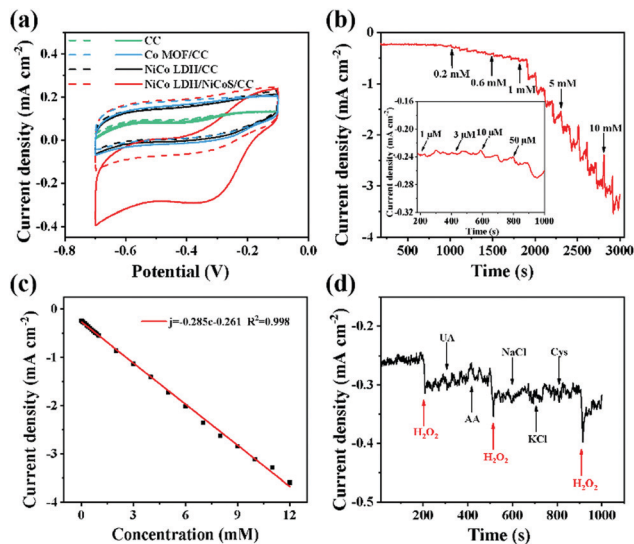 (a)
CC
Co MOF/CC
NiCo LDH/CC
NiCo LDH/NiCoS/CC
Current density (mA cm⁻²)
0.4
0.2
0.0
-0.2
-0.4
-0.8
-0.6
-0.4
-0.2
0.0
Potential (V)
(b)
Current density (mA cm⁻²)
0
-1
-2
-3
-4
0.2 mM
0.6 mM
1 mM
5 mM
10 mM
500
1000
1500
2000
2500
3000
Time (s)
Current density (mA cm⁻²)
-0.16
-0.20
-0.24
-0.28
-0.32
1 μM
3 μM
10 μM
50 μM
200
400
600
800
1000
Time (s)
(c)
j=-0.285c-0.261 R²=0.998
Current density (mA cm⁻²)
0
-1
-2
-3
-4
0
3
6
9
12
Concentration (mM)
(d)
Current density (mA cm⁻²)
-0.2
-0.3
-0.4
-0.5
UA
NaCl
Cys
AA
KCl
H₂O₂
H₂O₂
H₂O₂
200
400
600
800
1000
Time (s)